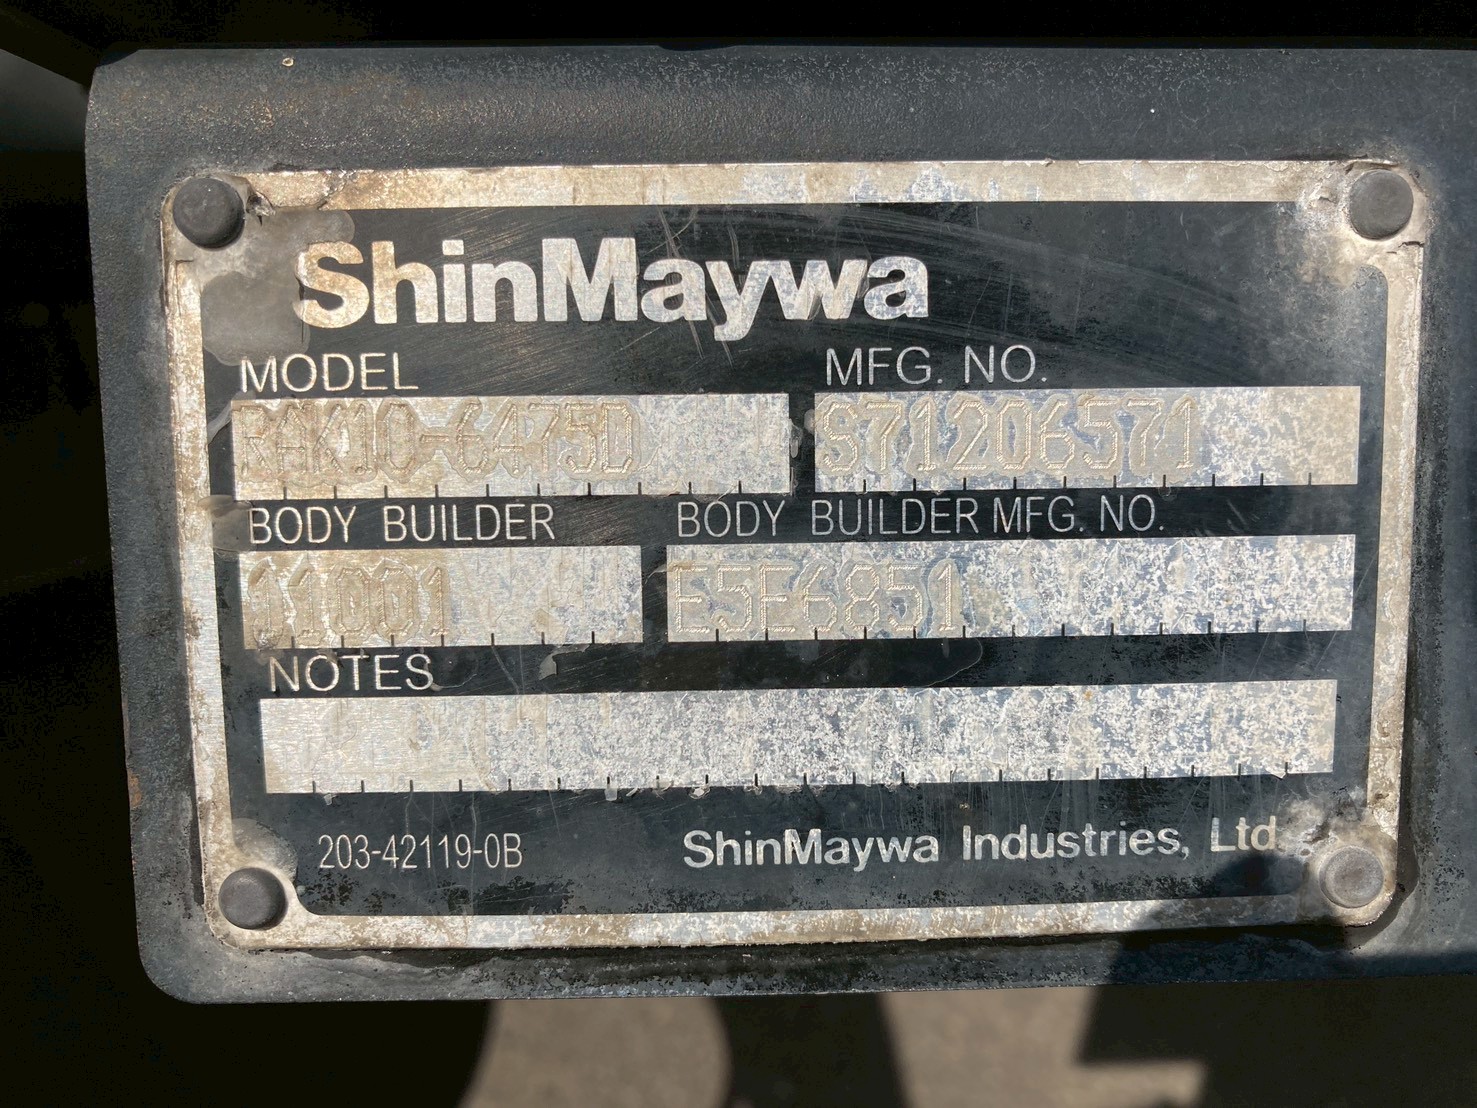 ShinMaywa
MODEL MFG. NO.
RAK10-6475D S71206571
BODY BUILDER BODY BUILDER MFG. NO.
J1001 E5E6851
NOTES
203-42119-0B ShinMaywa Industries, Ltd.